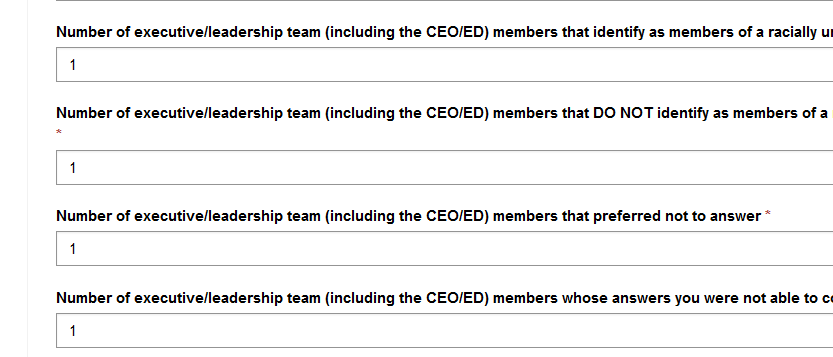 Number of executive/leadership team (including the CEO/ED) members that identify as members of a racially
1
Number of executive/leadership team (including the CEO/ED) members that DO NOT identify as members of a
*
1
Number of executive/leadership team (including the CEO/ED) members that preferred not to answer *
1
Number of executive/leadership team (including the CEO/ED) members whose answers you were not able to
1